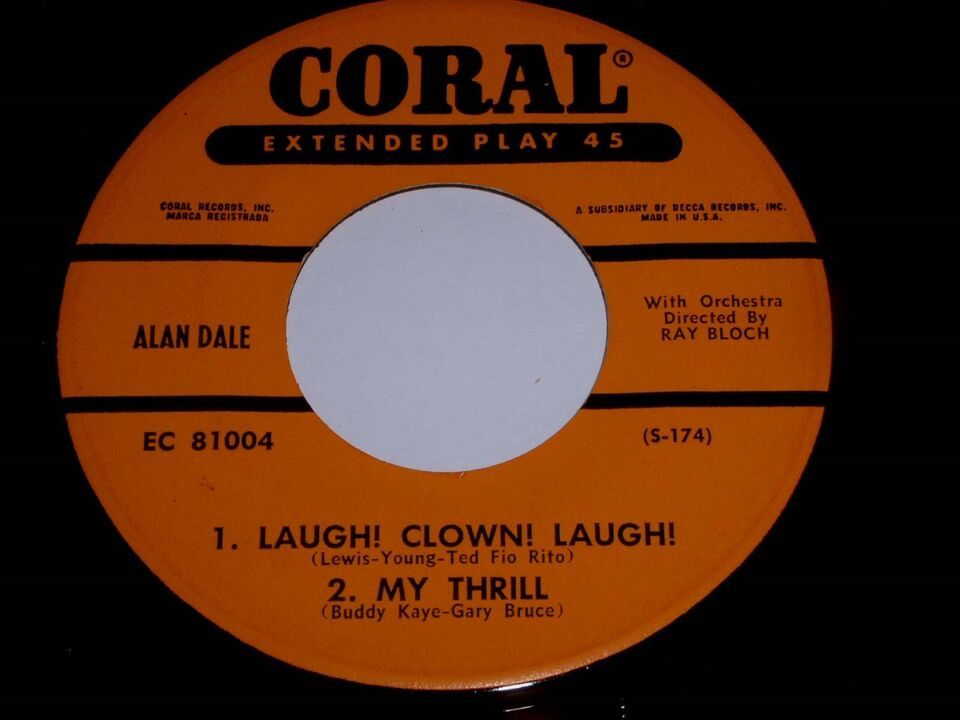 CORAL®
EXTENDED PLAY 45
CORAL RECORDS, INC.
MARCA REGISTRADA
A SUBSIDIARY OF DECCA RECORDS, INC.
MADE IN U.S.A.
ALAN DALE
With Orchestra
Directed By
RAY BLOCH
EC 81004
(S-174)
1. LAUGH! CLOWN! LAUGH!
(Lewis-Young-Ted Fio Rito)
2. MY THRILL
(Buddy Kaye-Gary Bruce)